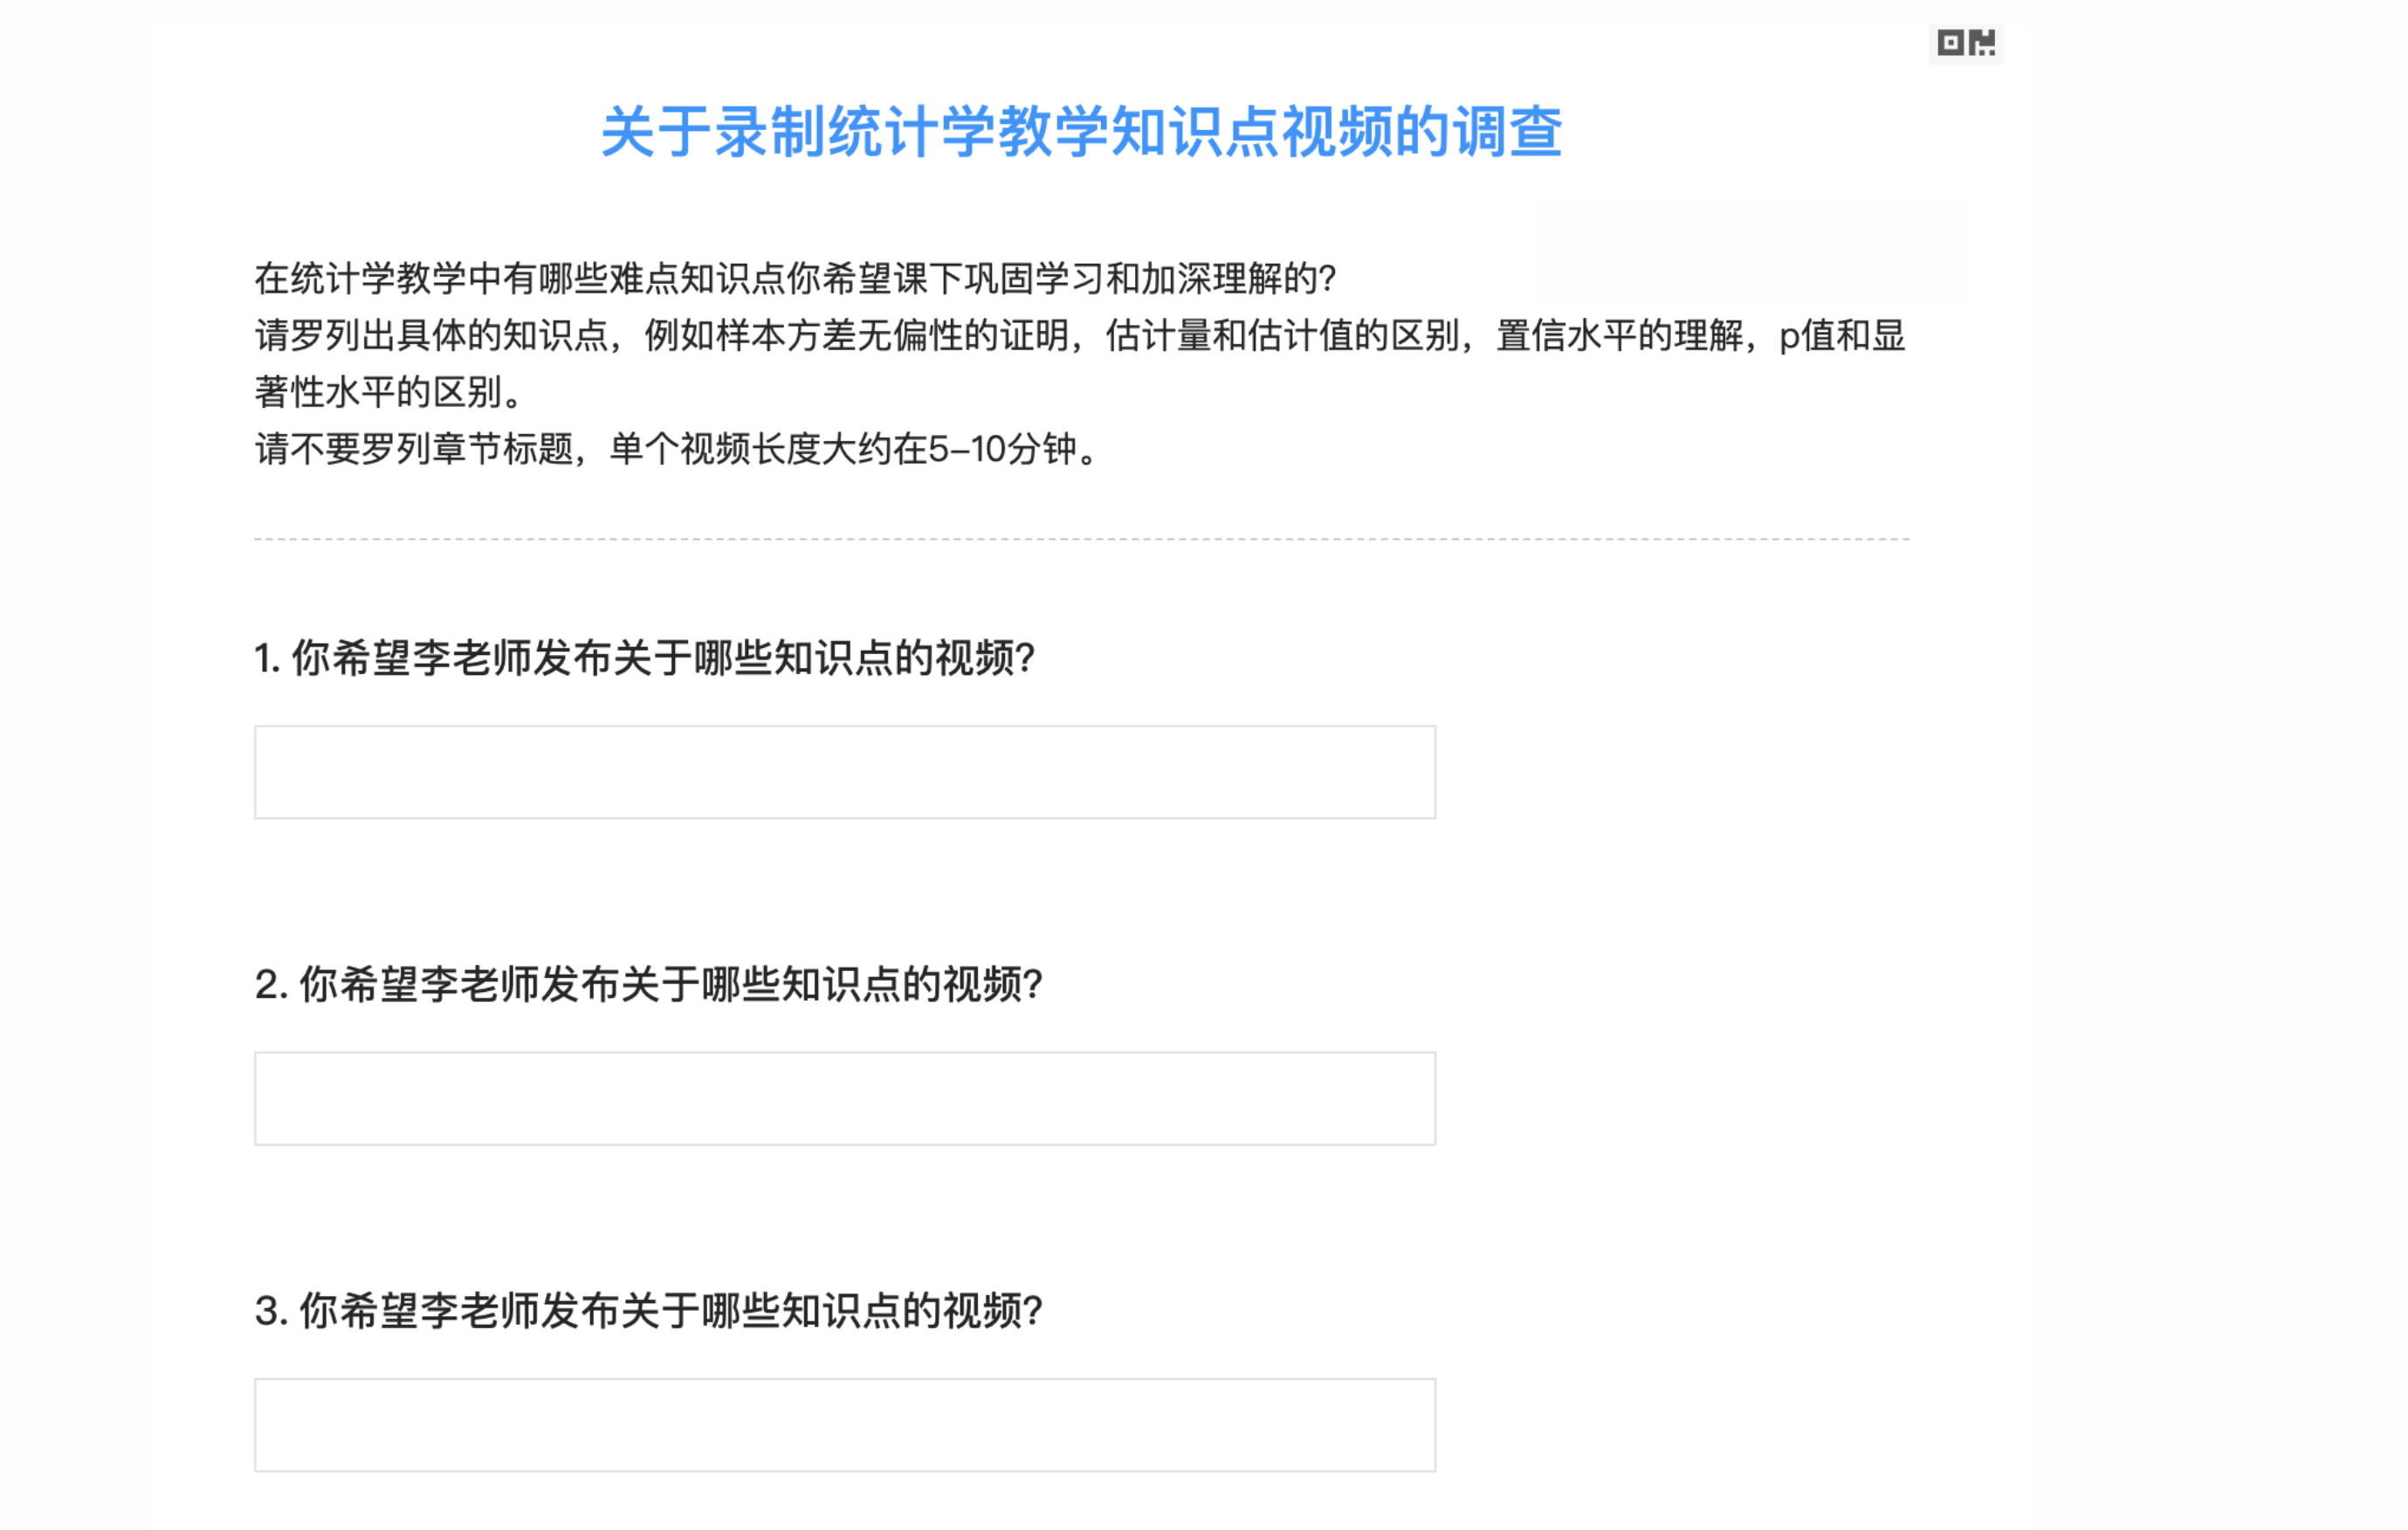 关于录制统计学教学知识点视频的调查
在统计学教学中有哪些难点知识点你希望课下巩固学习和加深理解的？
请罗列出具体的知识点，例如样本方差无偏性的证明，估计量和估计值的区别，置信水平的理解，p值和显
著性水平的区别。
请不要罗列章节标题，单个视频长度大约在5–10分钟。
1. 你希望李老师发布关于哪些知识点的视频？
2. 你希望李老师发布关于哪些知识点的视频？
3. 你希望李老师发布关于哪些知识点的视频？